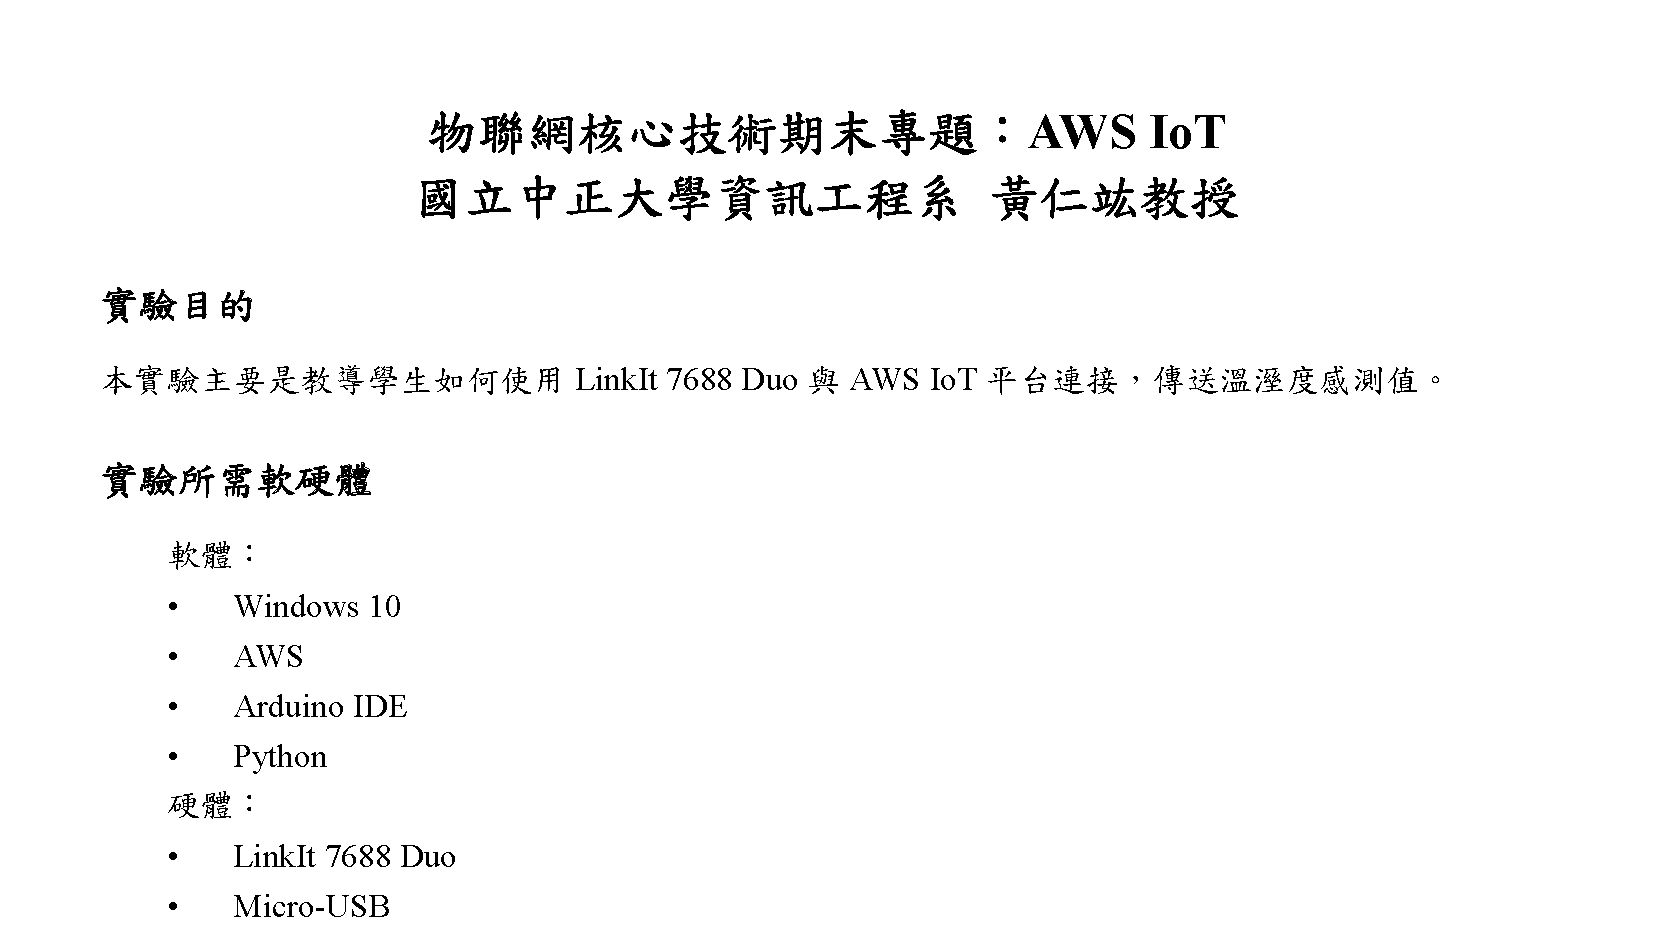 物聯網核心技術期末專題：AWS IoT
國立中正大學資訊工程系 黃仁竑教授
實驗目的
本實驗主要是教導學生如何使用 LinkIt 7688 Duo 與 AWS IoT 平台連接，傳送溫溼度感測值。
實驗所需軟硬體
軟體：
• Windows 10
• AWS
• Arduino IDE
• Python
硬體：
• LinkIt 7688 Duo
• Micro-USB